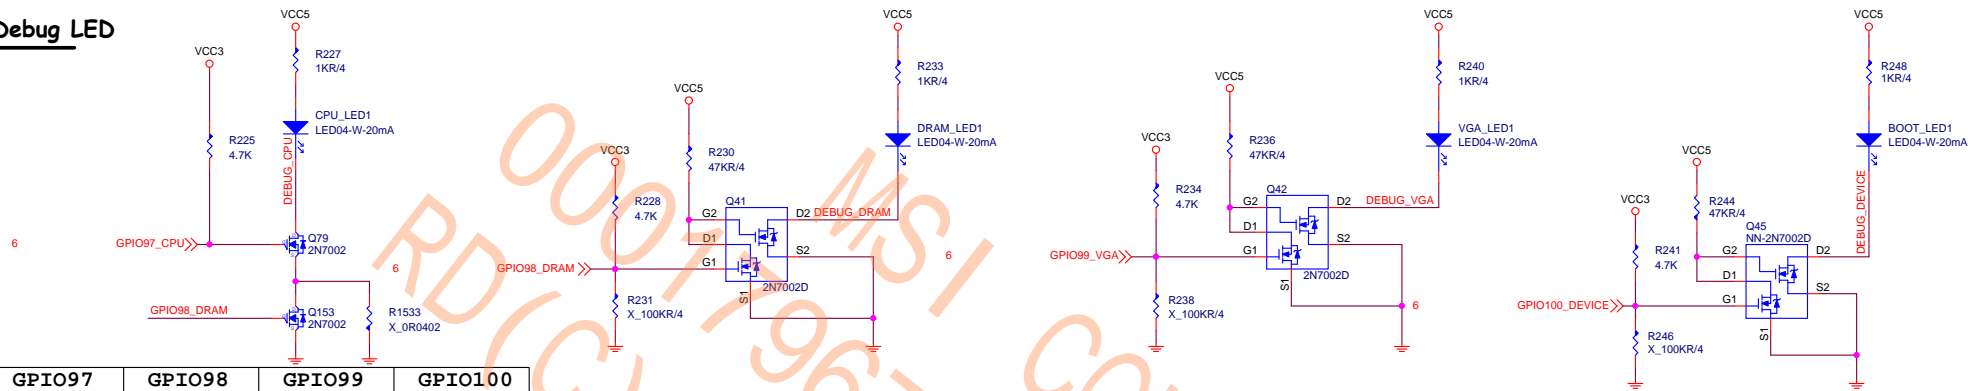 Debug LED
VCC5
R227
1KR/4
VCC3
CPU_LED1
LED04-W-20mA
R225
4.7K
DEBUG_CPU
6
GPIO97_CPU
Q79
2N7002
GPIO98_DRAM
Q153
2N7002
R1533
X_0R0402
VCC5
R233
1KR/4
VCC5
DRAM_LED1
LED04-W-20mA
VCC3
R230
47KR/4
R228
4.7K
Q41
G2
D2
DEBUG_DRAM
D1
S2
6
GPIO98_DRAM
G1
S1
2N7002D
R231
X_100KR/4
VCC5
R240
1KR/4
VCC5
VGA_LED1
LED04-W-20mA
VCC3
R236
47KR/4
R234
4.7K
Q42
G2
D2
DEBUG_VGA
D1
S2
6
GPIO99_VGA
G1
S1
2N7002D
R238
X_100KR/4
VCC5
R248
1KR/4
BOOT_LED1
LED04-W-20mA
VCC5
VCC3
R244
47KR/4
DEBUG_DEVICE
R241
4.7K
Q45
NN-2N7002D
G2
D2
D1
S2
6
GPIO100_DEVICE
G1
S1
R246
X_100KR/4
GPIO97 GPIO98 GPIO99 GPIO100
MSI
RD(C)